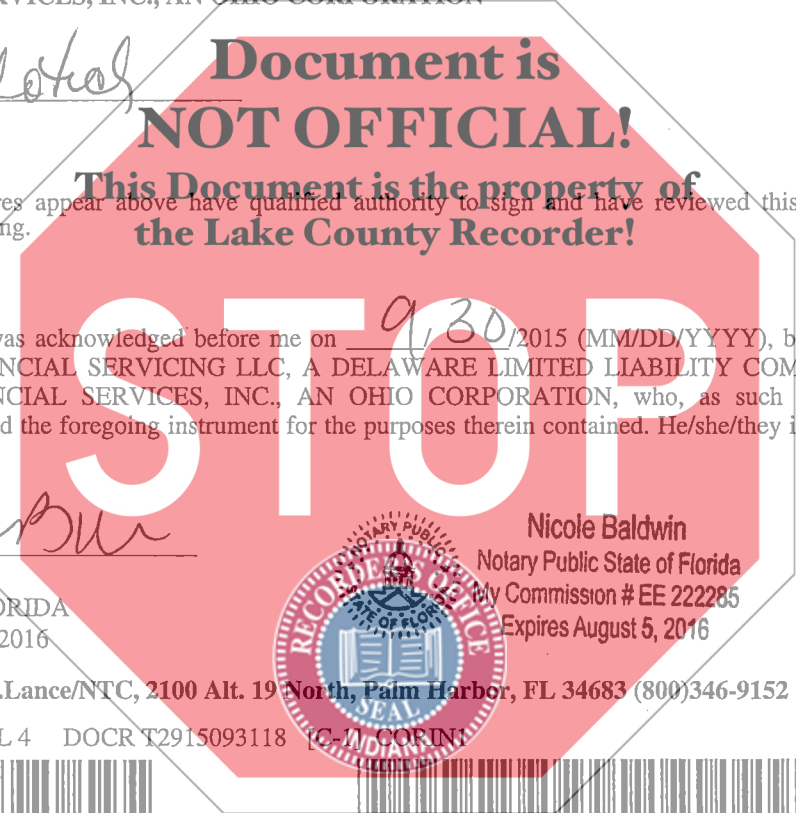 RVICES, INC., AN OHIO CORPORATION
Document is
NOT OFFICIAL!
This Document is the property of
the Lake County Recorder!
res appear above have qualified authority to sign and have reviewed this
ng.
STOP
was acknowledged before me on 9/30/2015 (MM/DD/YYYY), b
NCIAL SERVICING LLC, A DELAWARE LIMITED LIABILITY COM
NCIAL SERVICES, INC., AN OHIO CORPORATION, who, as such
d the foregoing instrument for the purposes therein contained. He/she/they i
NOTARY PUBLIC
STATE OF FLORI
Nicole Baldwin
Notary Public State of Florida
My Commission # EE 222285
Expires August 5, 2016
RECORDER'S OFFICE
SEAL
INDIANA
ORIDA
2016
.Lance/NTC, 2100 Alt. 19 North, Palm Harbor, FL 34683 (800)346-9152
L 4 DOCR T2915093118 [C-1] CORIN1